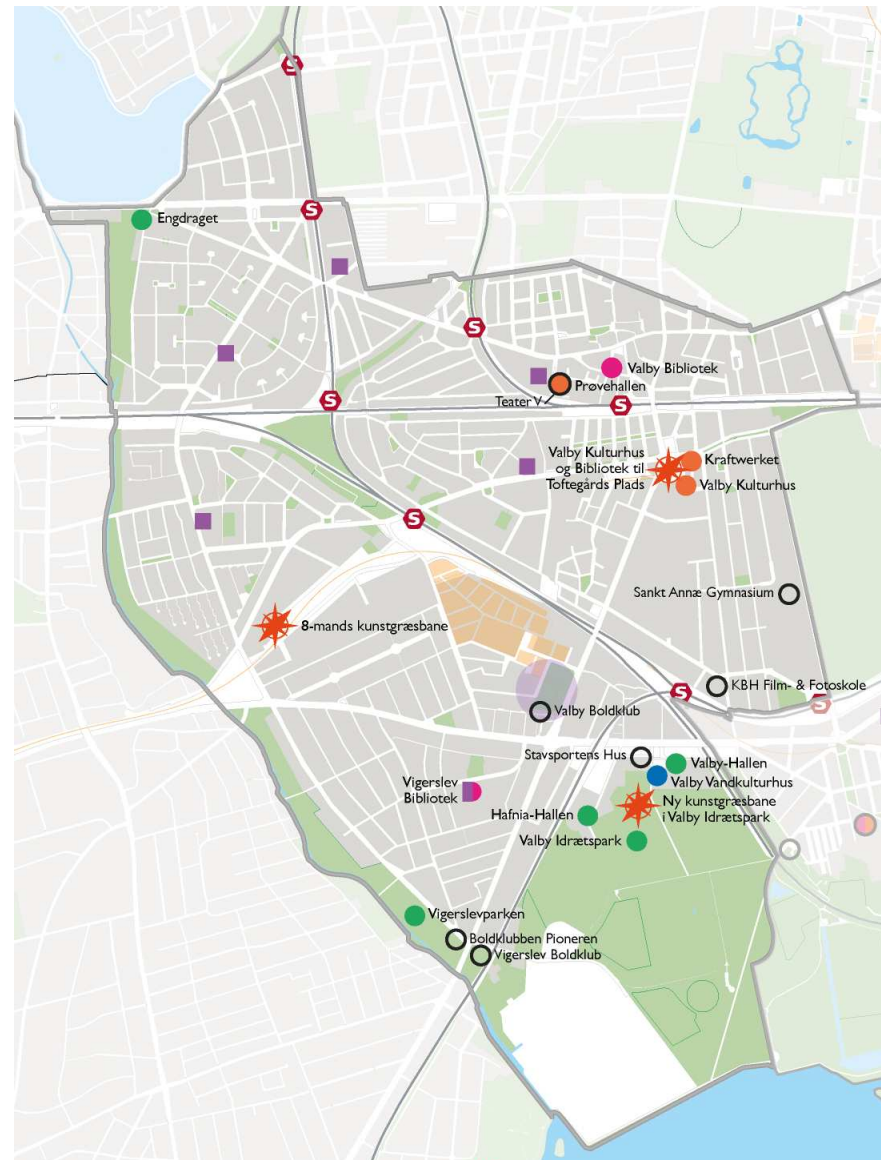 S
S
Engdraget
S
Valby Bibliotek
Prøvehallen
Teater V
S
S
Valby Kulturhus
og Bibliotek til
Toftegårds Plads
Kraftwerket
Valby Kulturhus
S
Sankt Annæ Gymnasium
8-mands kunstgræsbane
KBH Film- & Fotoskole
S
S
Valby Boldklub
Stavsportens Hus
Valby-Hallen
Valby Vandkulturhus
Vigerslev
Bibliotek
Ny kunstgræsbane
i Valby Idrætspark
Hafnia-Hallen
Valby Idrætspark
Vigerslevparken
Boldklubben Pioneren
Vigerslev Boldklub